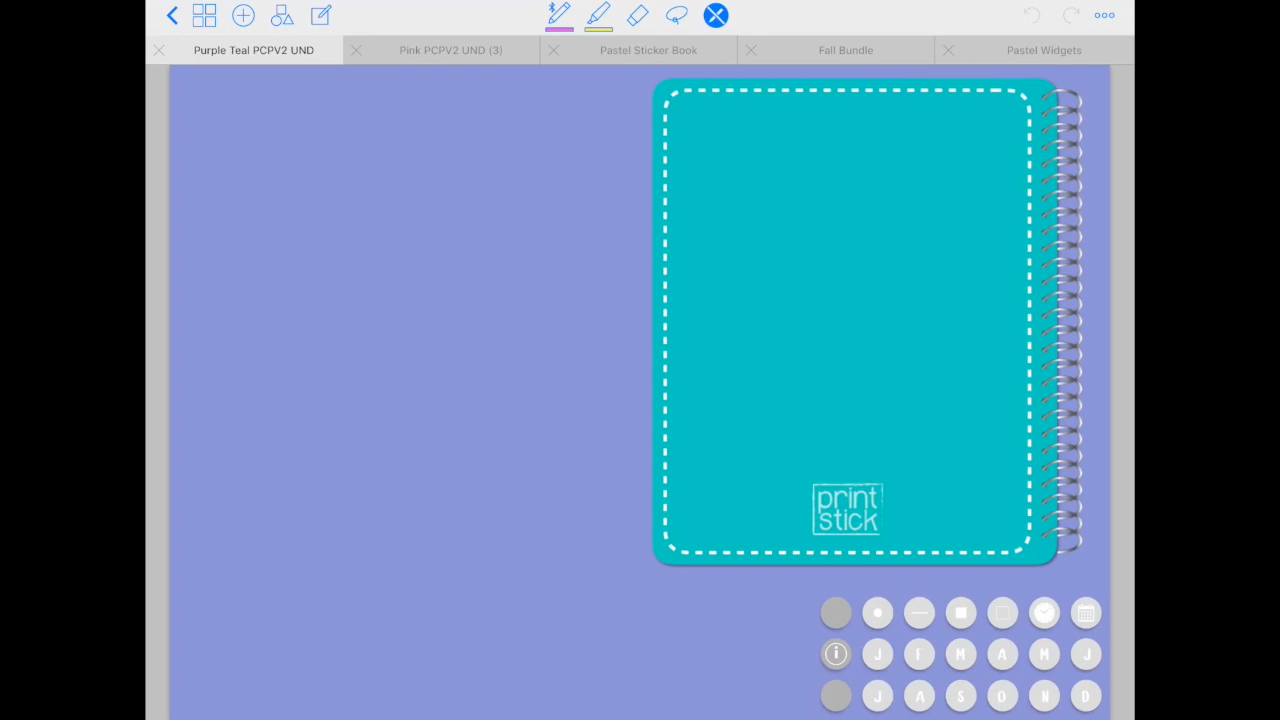 Purple Teal PCPV2 UND
Pink PCPV2 UND (3)
Pastel Sticker Book
Fall Bundle
Pastel Widgets
print
stick
i J F M A M J
J A S O N D